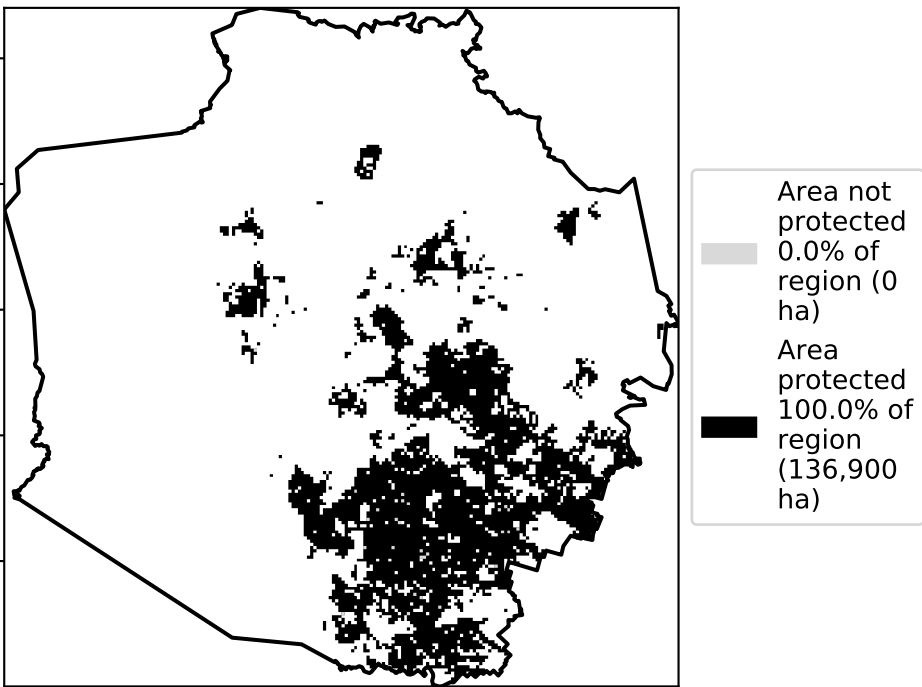 Area not
protected
0.0% of
region (0
ha)
Area
protected
100.0% of
region
(136,900
ha)